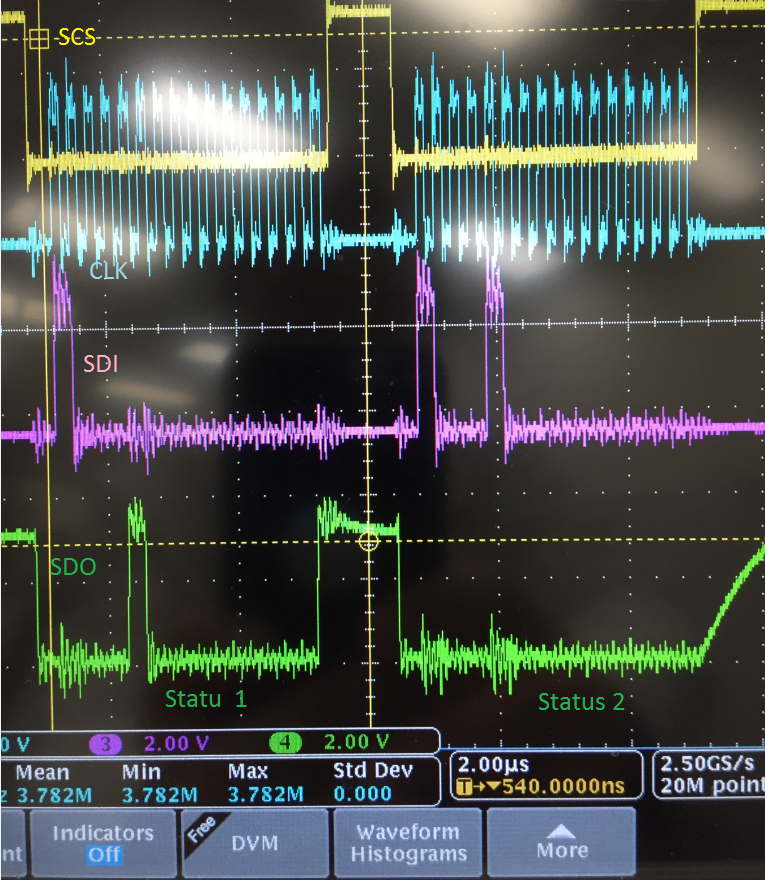 SCS
CLK
SDI
SDO
Statu 1
Status 2
0 V 3 2.00 V 4 2.00 V
Mean Min Max Std Dev
z 3.782M 3.782M 3.782M 0.000
2.00µs
T→▼540.0000ns
2.50GS/s
20M point
nt
Indicators
Off
Free
DVM
Waveform
Histograms
More